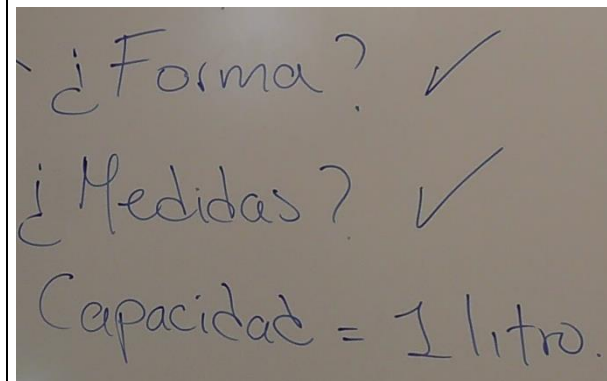 ¿Forma? ✓
¿Medidas? ✓
Capacidad = 1 litro.